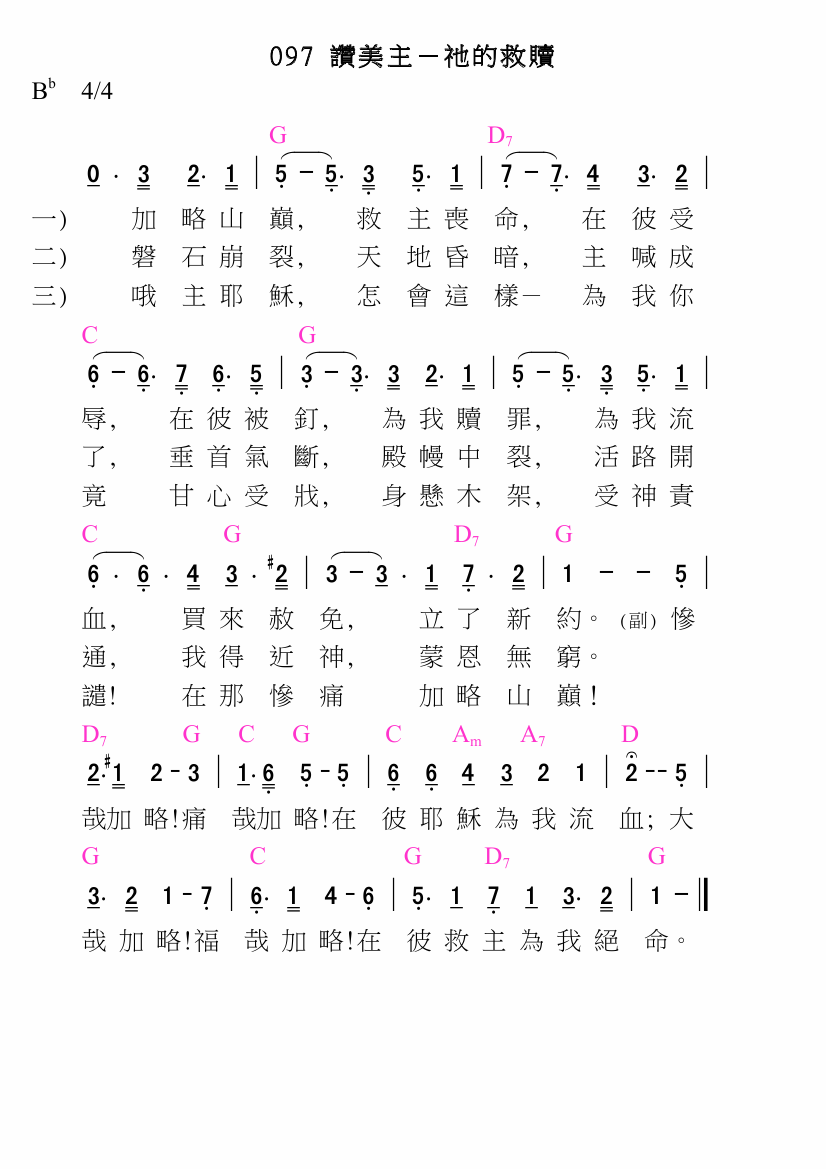 097 讚美主－祂的救贖
B♭ 4/4
G D7
0 . 3 2. 1 | 5 － 5. 3 5. 1 | 7 － 7. 4 3. 2 |
一) 加 略 山 巔, 救 主 喪 命, 在 彼 受
二) 磐 石 崩 裂, 天 地 昏 暗, 主 喊 成
三) 哦 主 耶 穌, 怎 會 這 樣－ 為 我 你
C G
6 － 6. 7 6. 5 | 3 － 3. 3 2. 1 | 5 － 5. 3 5. 1 |
辱, 在 彼 被 釘, 為 我 贖 罪, 為 我 流
了, 垂 首 氣 斷, 殿 幔 中 裂, 活 路 開
竟 甘 心 受 戕, 身 懸 木 架, 受 神 責
C G D7 G
6 . 6 . 4 3 . #2 | 3 － 3 . 1 7 . 2 | 1 － － 5 |
血, 買 來 赦 免, 立 了 新 約。 (副) 慘
通, 我 得 近 神, 蒙 恩 無 窮。
譴! 在 那 慘 痛 加 略 山 巔！
D7 G C G C Am A7 D
2.#1 2-3 | 1.6 5-5 | 6 6 4 3 2 1 | 2--5 |
哉加 略!痛 哉加 略!在 彼 耶 穌 為 我 流 血; 大
G C G D7 G
3. 2 1-7 | 6. 1 4-6 | 5. 1 7 1 3. 2 | 1 － ‖
哉 加 略!福 哉 加 略!在 彼 救 主 為 我 絕 命。